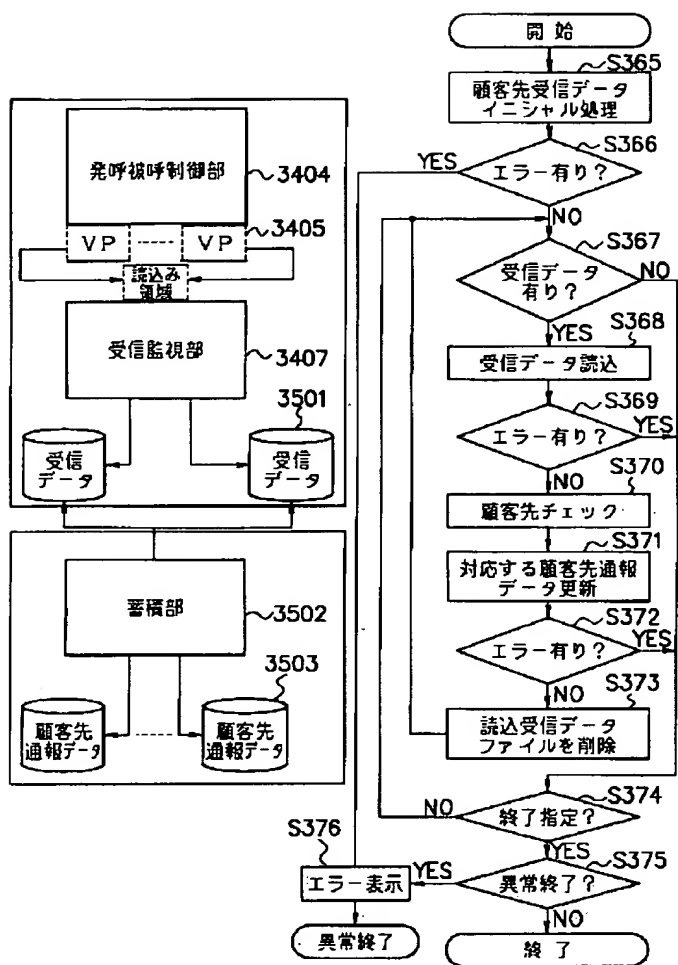 発呼被呼制御部
3404
VP
VP
3405
読込み
領域
受信監視部
3407
3501
受信
データ
受信
データ
蓄積部
3502
3503
顧客先
通報データ
顧客先
通報データ
開始
S365
顧客先受信データ
イニシャル処理
S366
エラー有り?
YES
NO
S367
受信データ
有り?
NO
YES
S368
受信データ読込
S369
エラー有り?
YES
NO
S370
顧客先チェック
S371
対応する顧客先通報
データ更新
S372
エラー有り?
YES
NO
S373
読込受信データ
ファイルを削除
S374
終了指定?
NO
YES
S375
異常終了?
YES
NO
S376
エラー表示
異常終了
終了